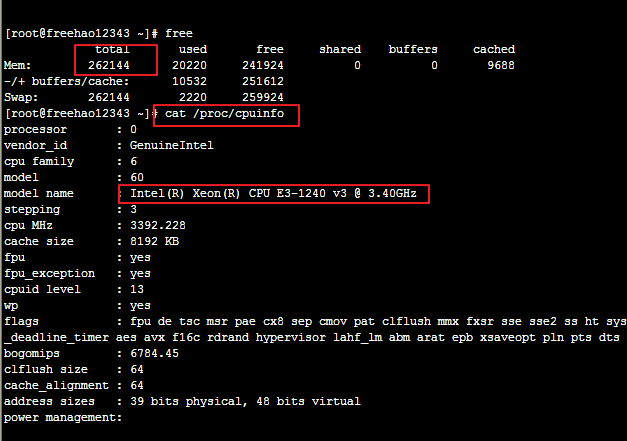 [root@freehao12343 ~]# free
total used free shared buffers cached
Mem: 262144 20220 241924 0 0 9688
-/+ buffers/cache: 10532 251612
Swap: 262144 2220 259924
[root@freehao12343 ~]# cat /proc/cpuinfo
processor : 0
vendor_id : GenuineIntel
cpu family : 6
model : 60
model name : Intel(R) Xeon(R) CPU E3-1240 v3 @ 3.40GHz
stepping : 3
cpu MHz : 3392.228
cache size : 8192 KB
fpu : yes
fpu_exception : yes
cpuid level : 13
wp : yes
flags : fpu de tsc msr pae cx8 sep cmov pat clflush mmx fxsr sse sse2 ss ht sys
_deadline_timer aes avx f16c rdrand hypervisor lahf_lm abm arat epb xsaveopt pln pts dts
bogomips : 6784.45
clflush size : 64
cache_alignment : 64
address sizes : 39 bits physical, 48 bits virtual
power management: